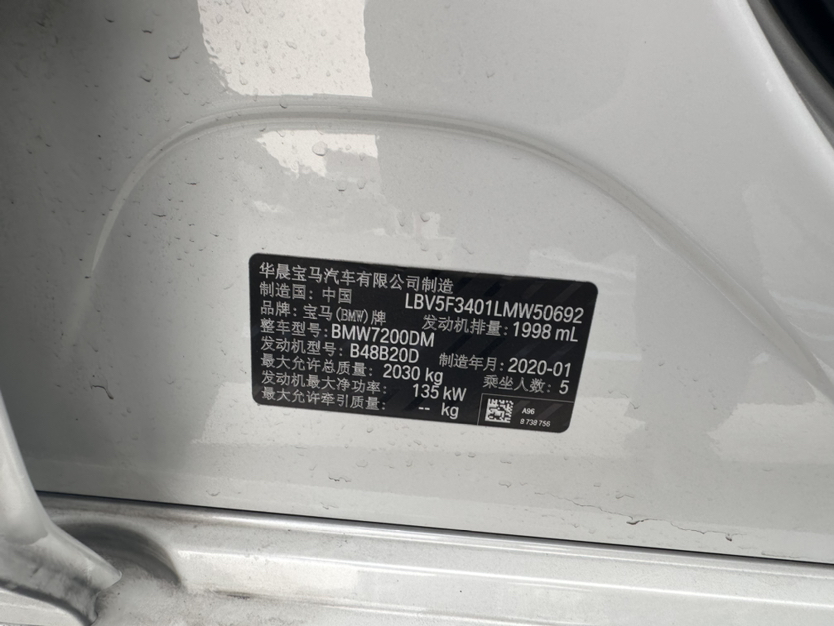 华晨宝马汽车有限公司制造
制造国：中国 LBV5F3401LMW50692
品牌：宝马(BMW)牌 发动机排量：1998 mL
整车型号：BMW7200DM
发动机型号：B48B20D 制造年月：2020-01
最大允许总质量：2030 kg 乘坐人数：5
发动机最大净功率：135 kW
最大允许牵引质量：-- kg
A96
8 738 756